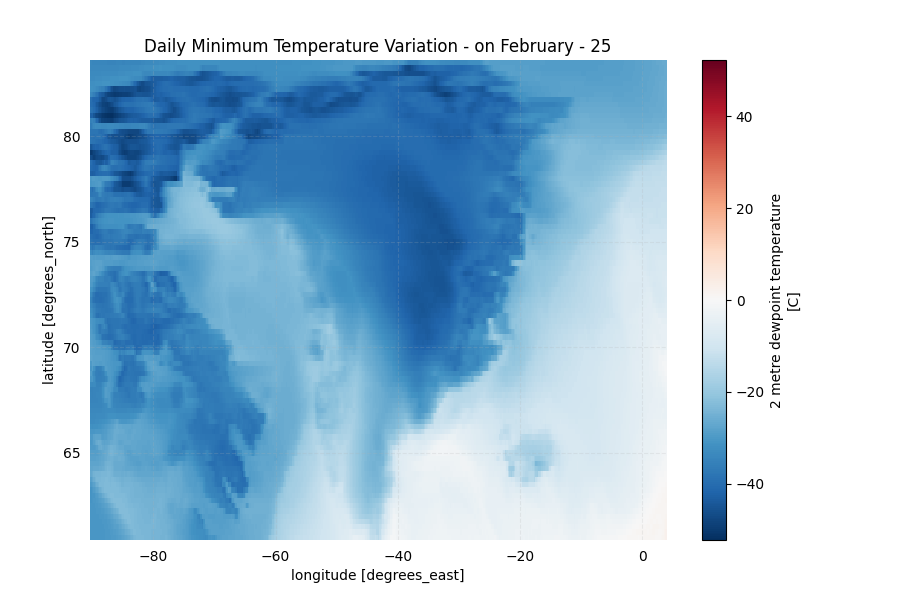 Daily Minimum Temperature Variation - on February - 25
80
75
70
65
latitude [degrees_north]
−80
−60
−40
−20
0
longitude [degrees_east]
40
20
0
−20
−40
2 metre dewpoint temperature
[C]